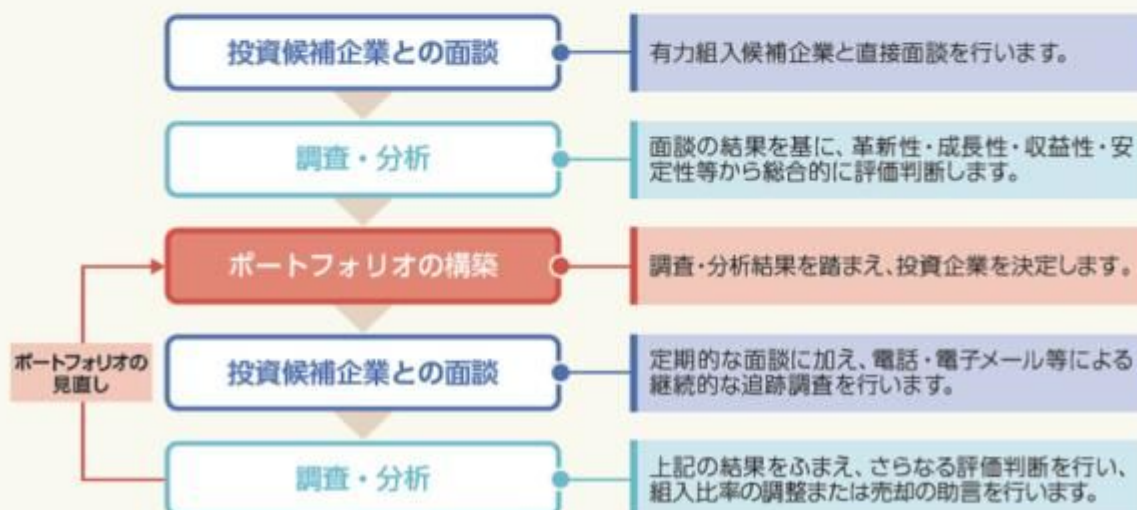 投資候補企業との面談
有力組入候補企業と直接面談を行います。
調査・分析
面談の結果を基に、革新性・成長性・収益性・安
定性等から総合的に評価判断します。
ポートフォリオの構築
調査・分析結果を踏まえ、投資企業を決定します。
ポートフォリオの
見直し
投資候補企業との面談
定期的な面談に加え、電話・電子メール等による
継続的な追跡調査を行います。
調査・分析
上記の結果をふまえ、さらなる評価判断を行い、
組入比率の調整または売却の助言を行います。